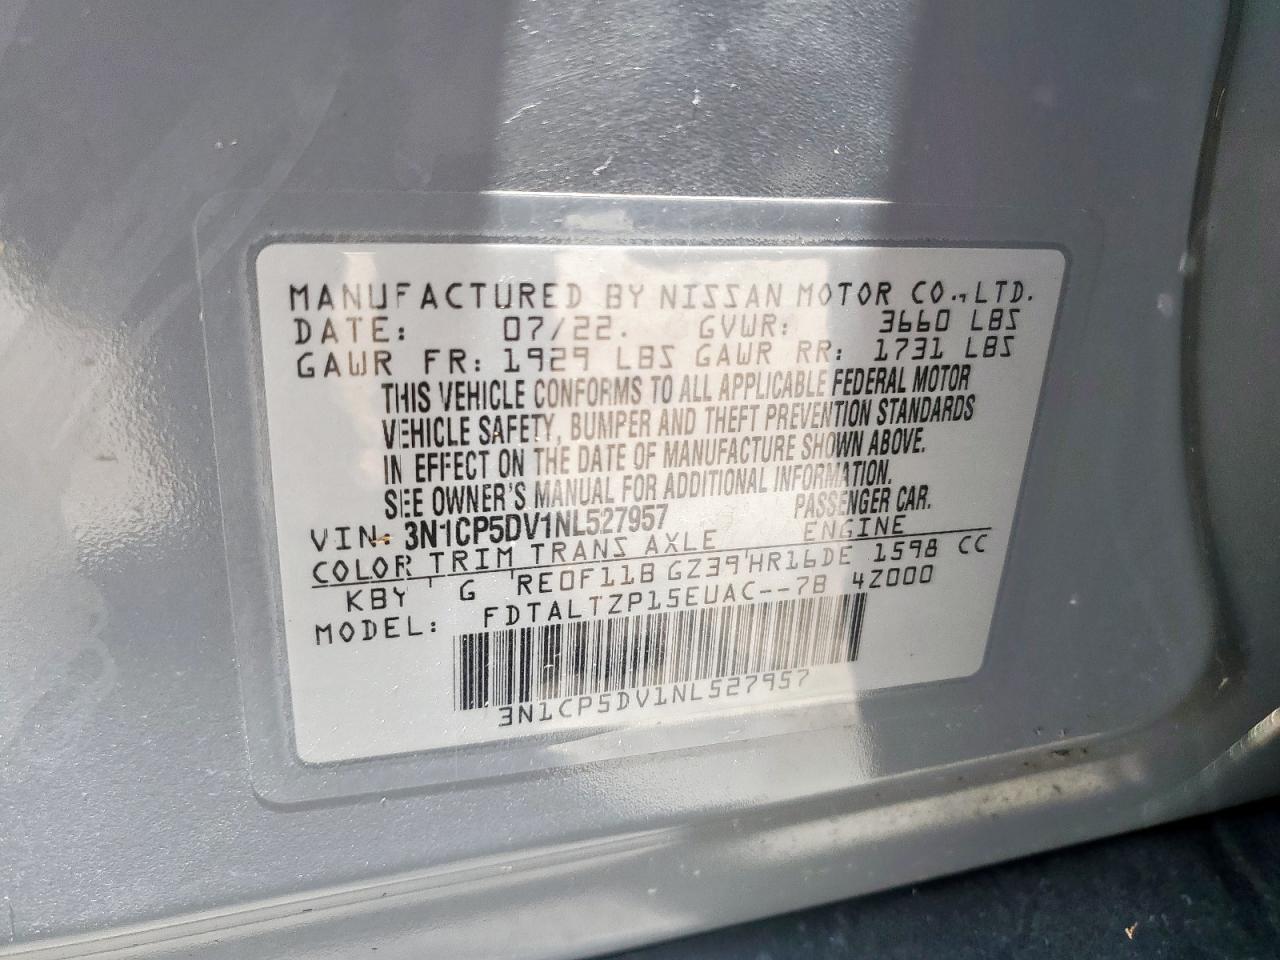 MANUFACTURED BY NISSAN MOTOR CO., LTD.
DATE: 07/22. GVWR: 3660 LBS
GAWR FR: 1929 LBS GAWR RR: 1731 LBS
THIS VEHICLE CONFORMS TO ALL APPLICABLE FEDERAL MOTOR
VEHICLE SAFETY, BUMPER AND THEFT PREVENTION STANDARDS
IN EFFECT ON THE DATE OF MANUFACTURE SHOWN ABOVE.
SEE OWNER'S MANUAL FOR ADDITIONAL INFORMATION.
PASSENGER CAR.
VIN: 3N1CP5DV1NL527957
COLOR TRIM TRANS AXLE ENGINE
KBY G RE0F11B GZ39 HR16DE 1598 CC
MODEL: FDTALTZP15EUAC--7B 4Z000
3N1CP5DV1NL527957